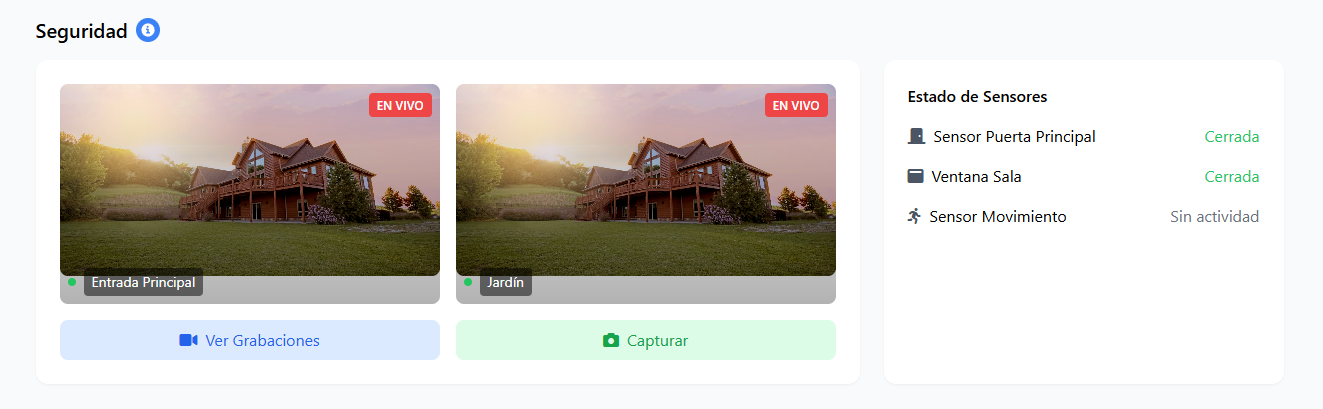 Seguridad
EN VIVO
Entrada Principal
EN VIVO
Jardín
Ver Grabaciones
Capturar
Estado de Sensores
Sensor Puerta Principal Cerrada
Ventana Sala Cerrada
Sensor Movimiento Sin actividad